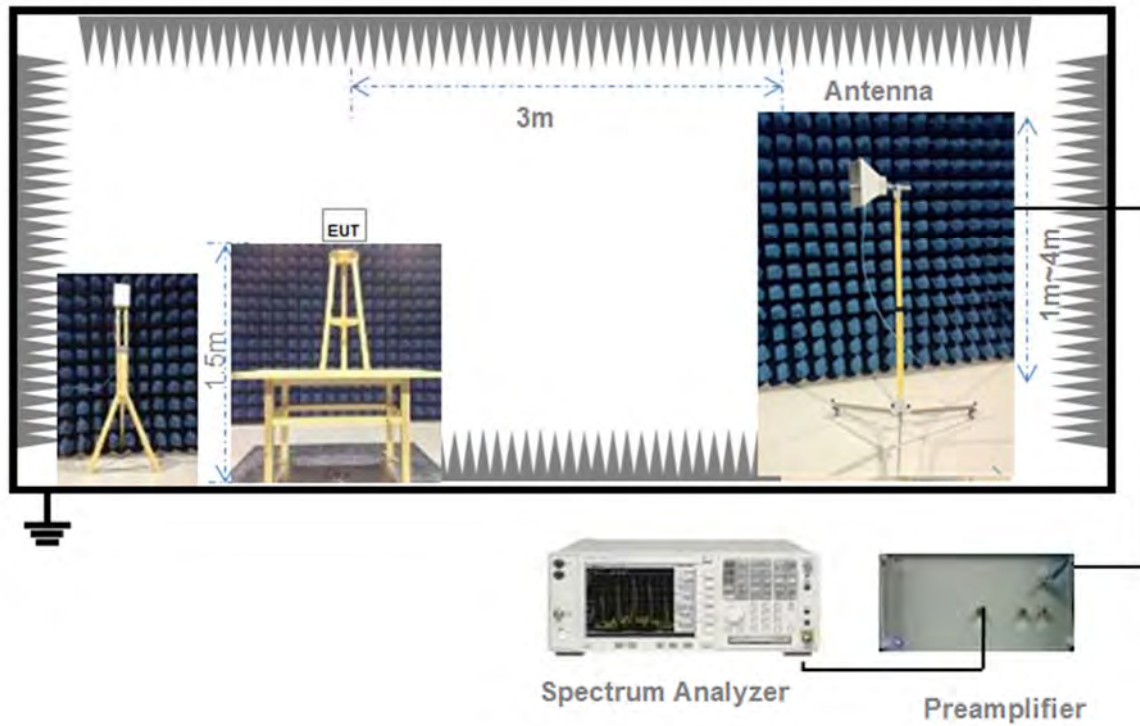 Antenna
3m
EUT
1.5m
1m~4m
Spectrum Analyzer
Preamplifier